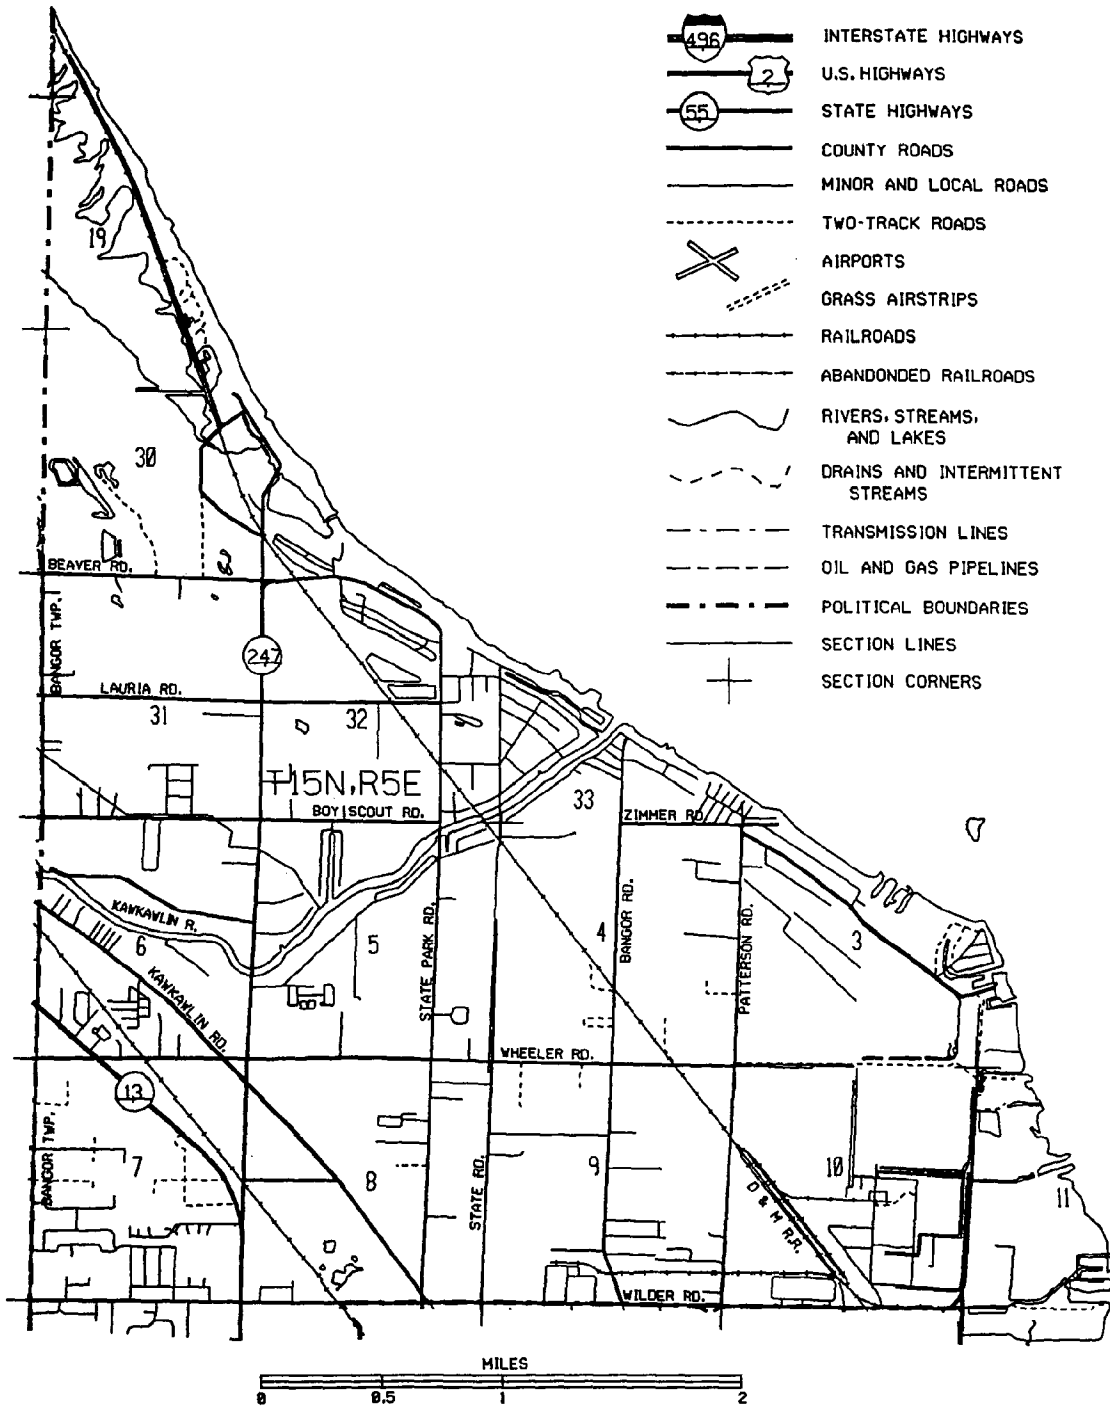 496
INTERSTATE HIGHWAYS
2
U.S. HIGHWAYS
55
STATE HIGHWAYS
COUNTY ROADS
MINOR AND LOCAL ROADS
TWO-TRACK ROADS
AIRPORTS
GRASS AIRSTRIPS
RAILROADS
ABANDONDED RAILROADS
RIVERS, STREAMS,
AND LAKES
DRAINS AND INTERMITTENT
STREAMS
TRANSMISSION LINES
OIL AND GAS PIPELINES
POLITICAL BOUNDARIES
SECTION LINES
SECTION CORNERS
19
30
BEAVER RD.
BANGOR TWP.
247
LAURIA RD.
31
32
T15N,R5E
BOY SCOUT RD.
33
ZIMMER RD.
KAWKAWLIN R.
6
5
STATE PARK RD.
4
BANGOR RD.
PATTERSON RD.
3
KAWKAWLIN RD.
WHEELER RD.
13
BANGOR TWP.
7
8
STATE RD.
9
10
D & M R.R.
11
WILDER RD.
MILES
0
0.5
1
2